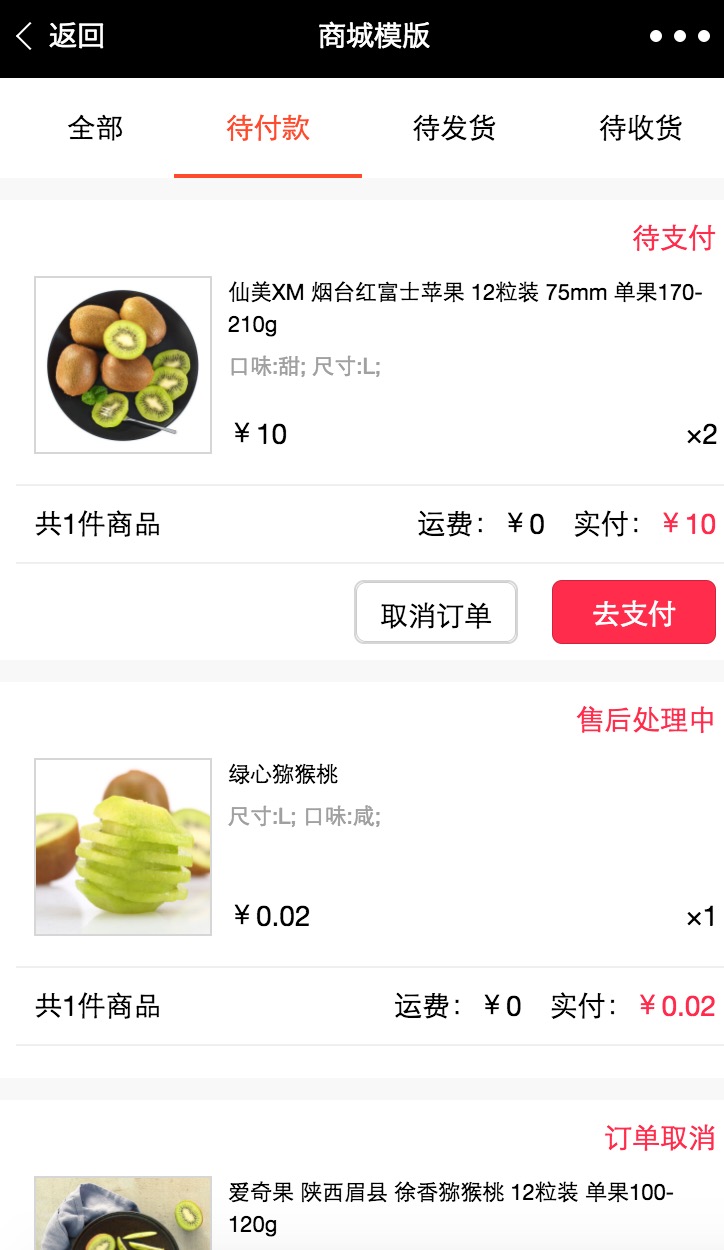 返回
商城模版
全部
待付款
待发货
待收货
待支付
仙美XM 烟台红富士苹果 12粒装 75mm 单果170-
210g
口味:甜; 尺寸:L;
￥10
×2
共1件商品
运费：￥0 实付：￥10
取消订单
去支付
售后处理中
绿心猕猴桃
尺寸:L; 口味:咸;
￥0.02
×1
共1件商品
运费：￥0 实付：￥0.02
订单取消
爱奇果 陕西眉县 徐香猕猴桃 12粒装 单果100-
120g